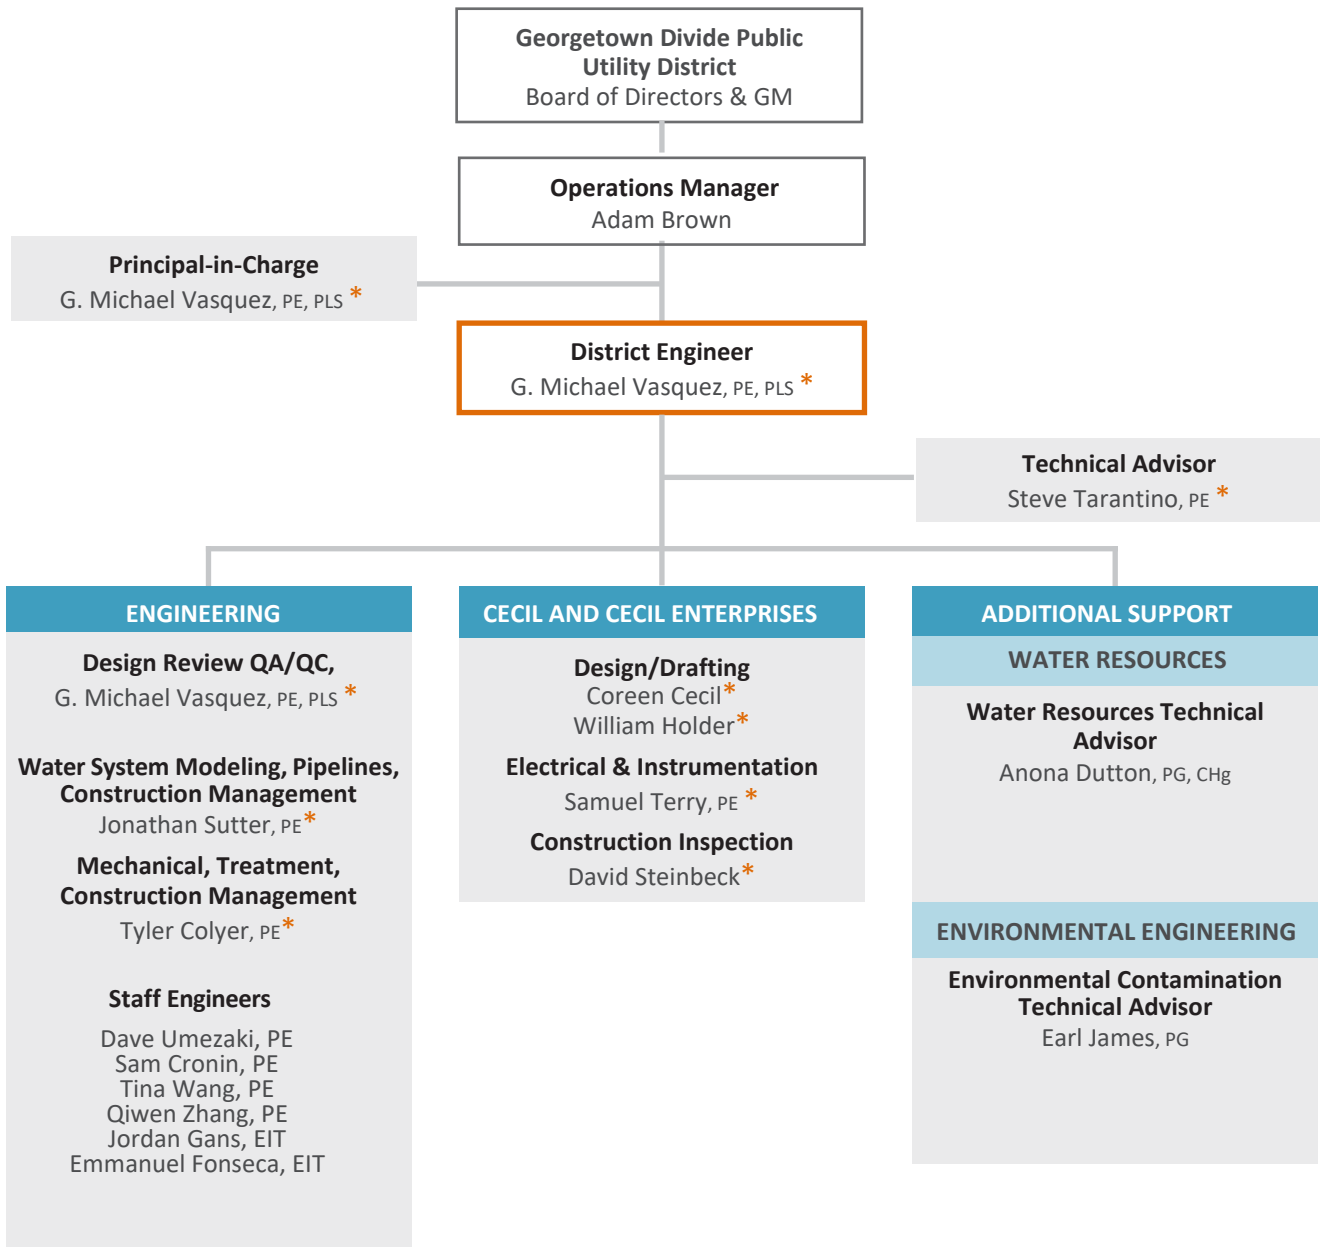 Georgetown Divide Public
Utility District
Board of Directors & GM
Operations Manager
Adam Brown
Principal-in-Charge
G. Michael Vasquez, PE, PLS *
District Engineer
G. Michael Vasquez, PE, PLS *
Technical Advisor
Steve Tarantino, PE *
ENGINEERING
Design Review QA/QC,
G. Michael Vasquez, PE, PLS *
Water System Modeling, Pipelines,
Construction Management
Jonathan Sutter, PE*
Mechanical, Treatment,
Construction Management
Tyler Colyer, PE*
Staff Engineers
Dave Umezaki, PE
Sam Cronin, PE
Tina Wang, PE
Qiwen Zhang, PE
Jordan Gans, EIT
Emmanuel Fonseca, EIT
CECIL AND CECIL ENTERPRISES
Design/Drafting
Coreen Cecil*
William Holder*
Electrical & Instrumentation
Samuel Terry, PE *
Construction Inspection
David Steinbeck*
ADDITIONAL SUPPORT
WATER RESOURCES
Water Resources Technical
Advisor
Anona Dutton, PG, CHg
ENVIRONMENTAL ENGINEERING
Environmental Contamination
Technical Advisor
Earl James, PG